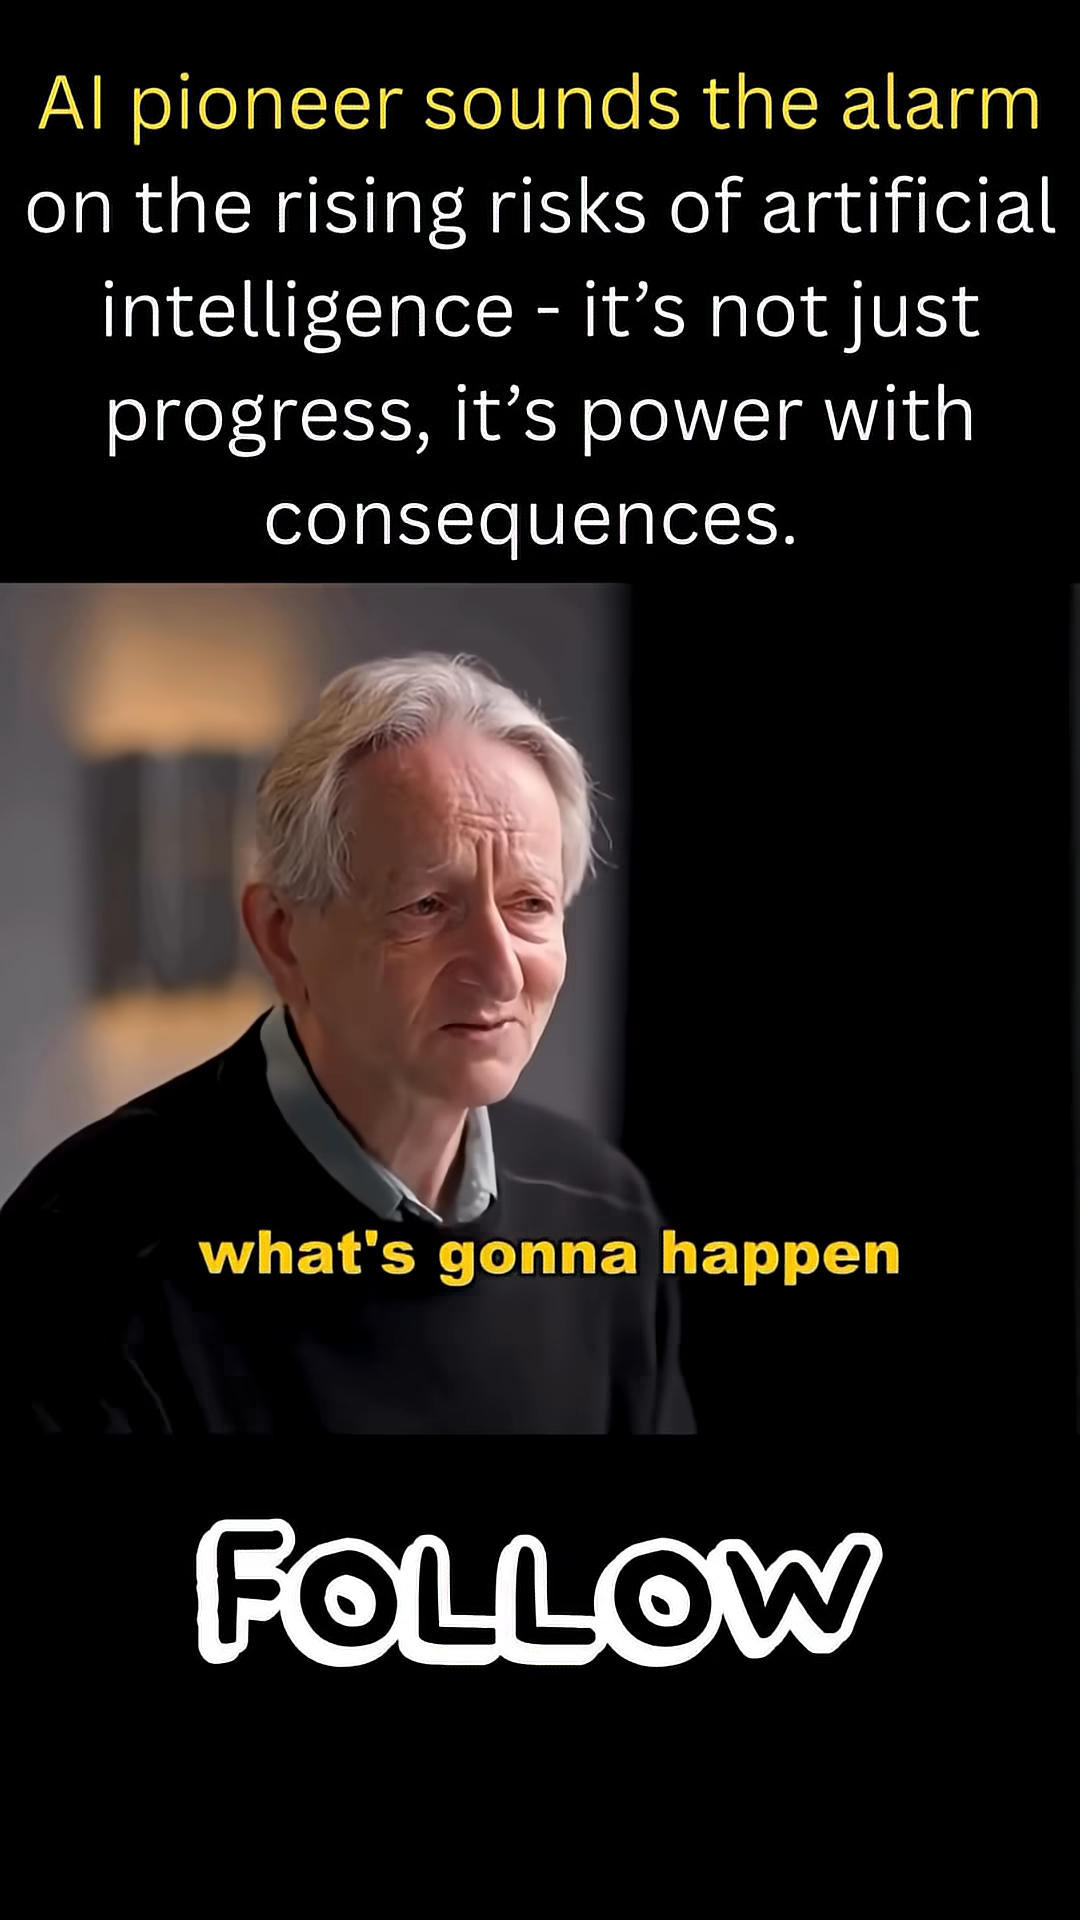 AI pioneer sounds the alarm
on the rising risks of artificial
intelligence - it’s not just
progress, it’s power with
consequences.
what's gonna happen
FOLLOW